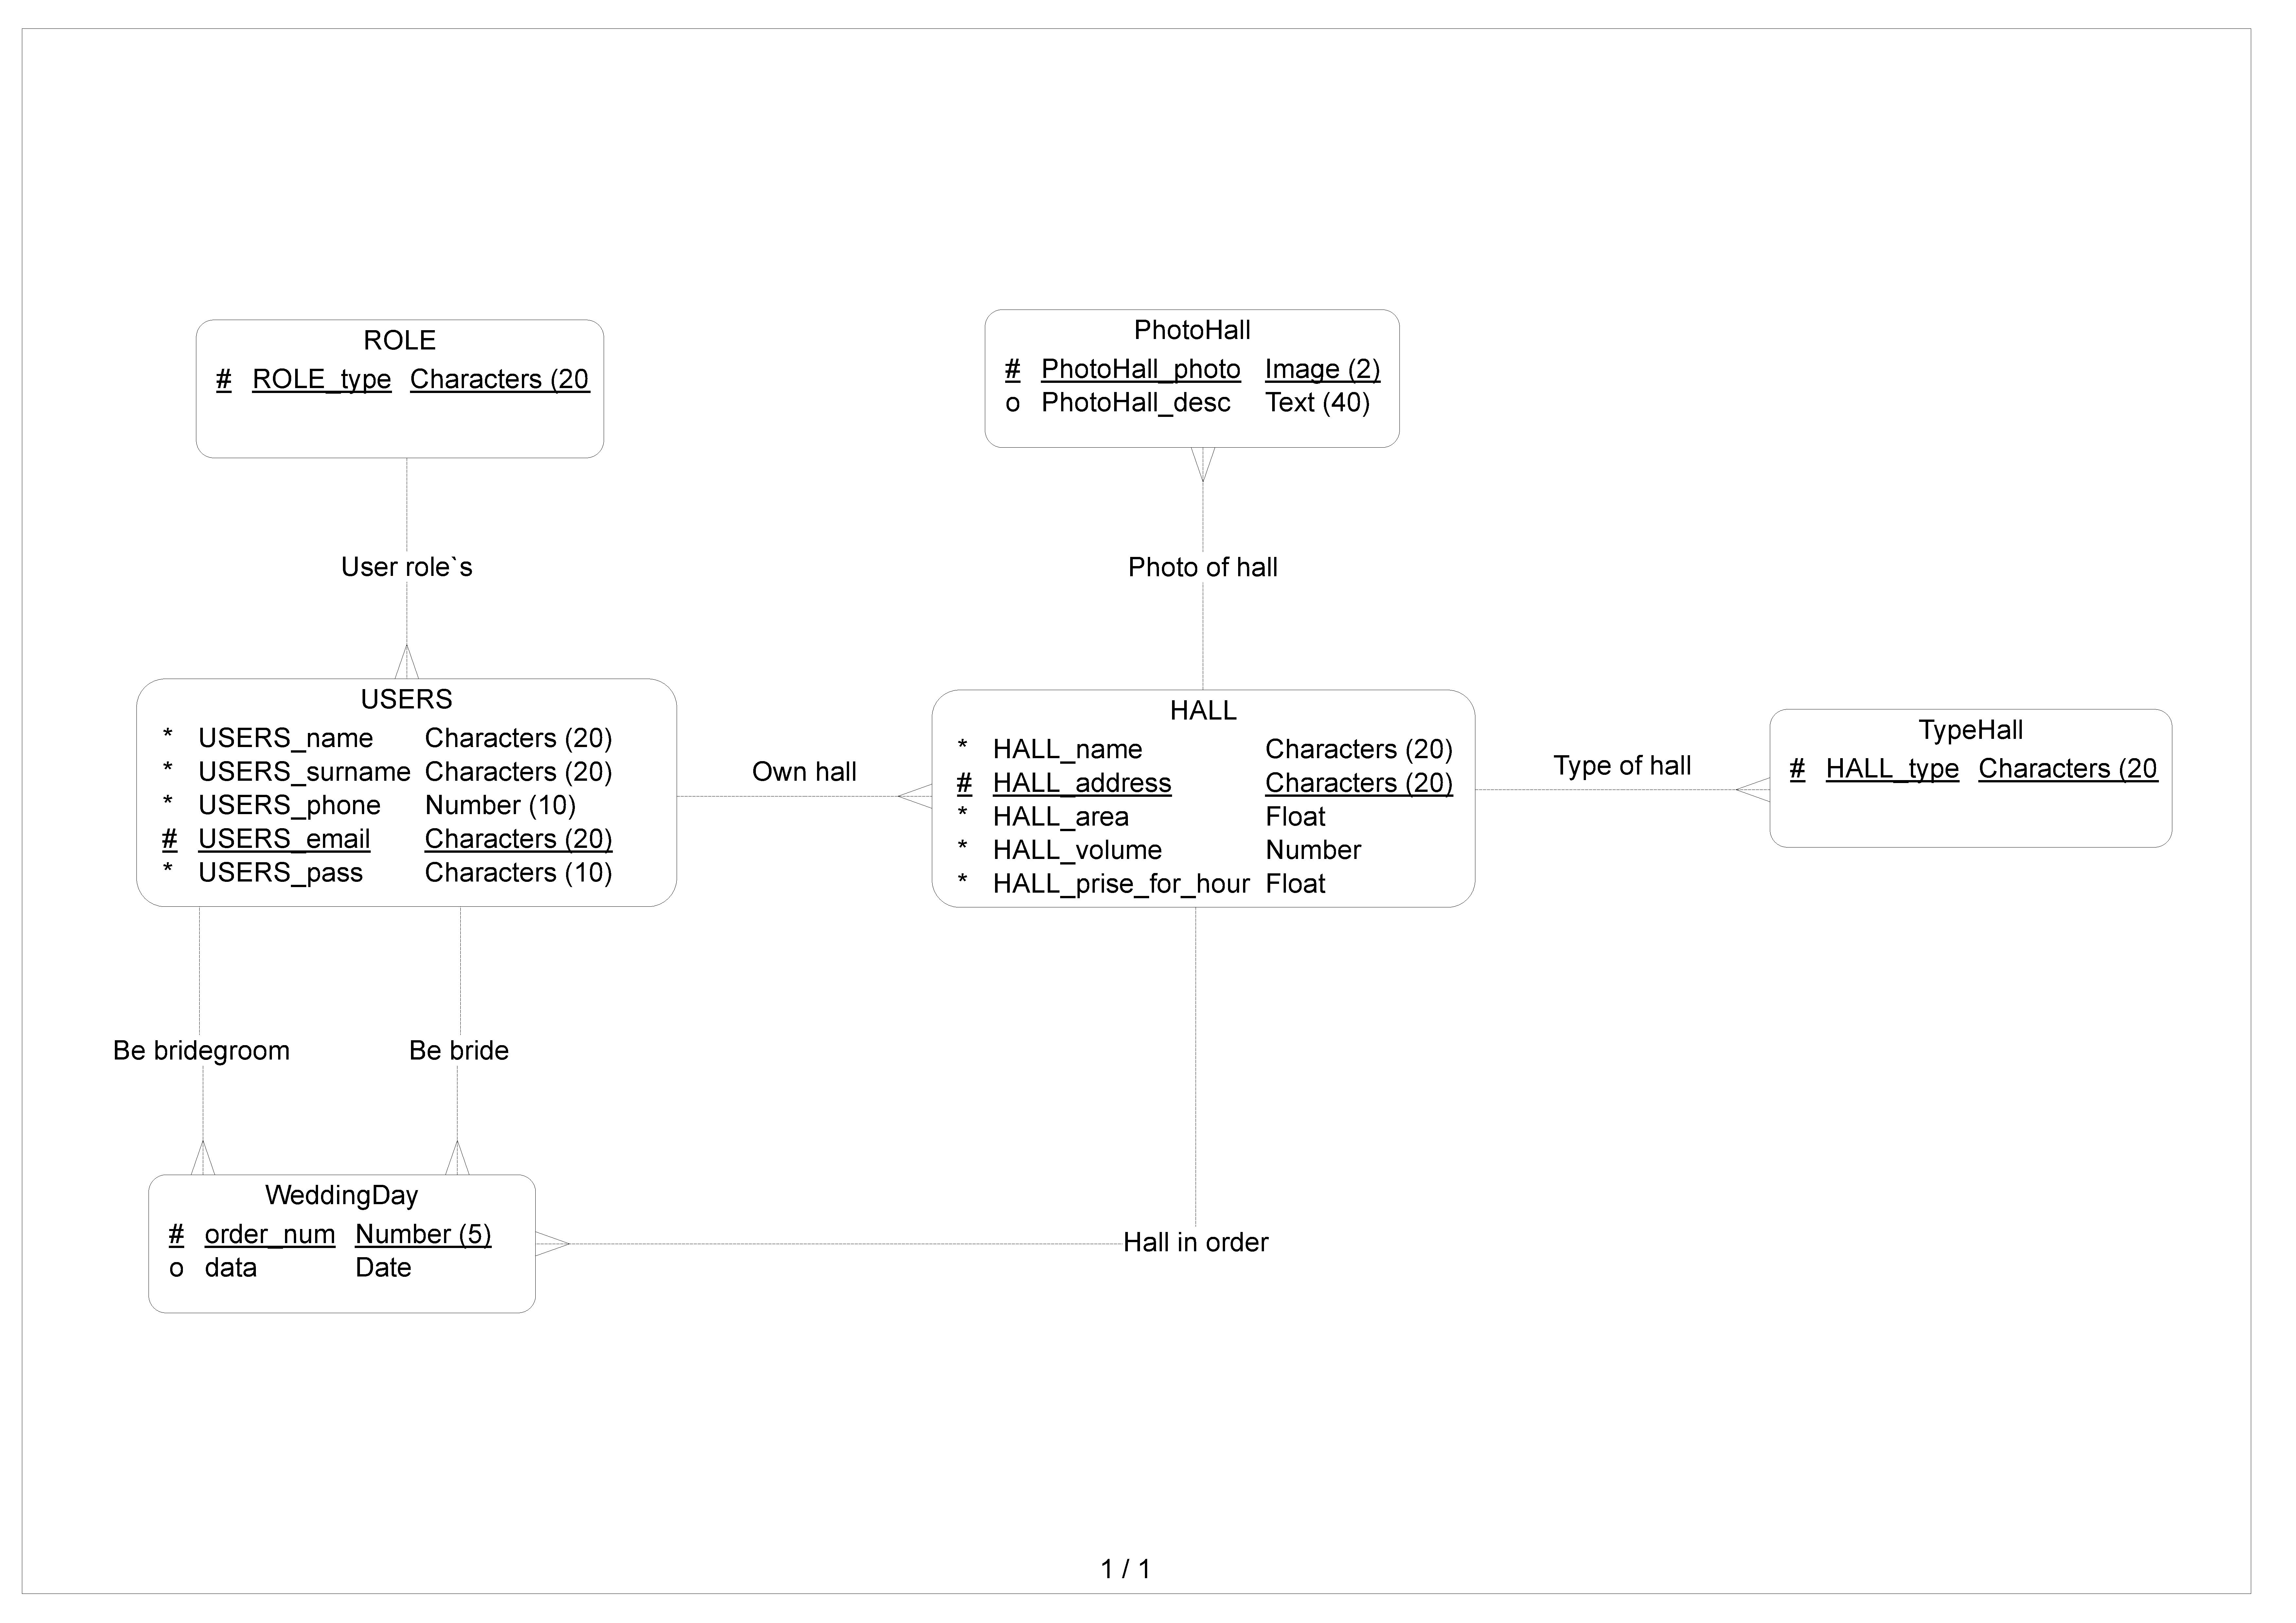 ROLE
# ROLE_type Characters (20
PhotoHall
# PhotoHall_photo Image (2)
o PhotoHall_desc Text (40)
User role`s
Photo of hall
USERS
* USERS_name Characters (20)
* USERS_surname Characters (20)
* USERS_phone Number (10)
# USERS_email Characters (20)
* USERS_pass Characters (10)
Own hall
HALL
* HALL_name Characters (20)
# HALL_address Characters (20)
* HALL_area Float
* HALL_volume Number
* HALL_prise_for_hour Float
Type of hall
TypeHall
# HALL_type Characters (20
Be bridegroom
Be bride
WeddingDay
# order_num Number (5)
o data Date
Hall in order
1 / 1